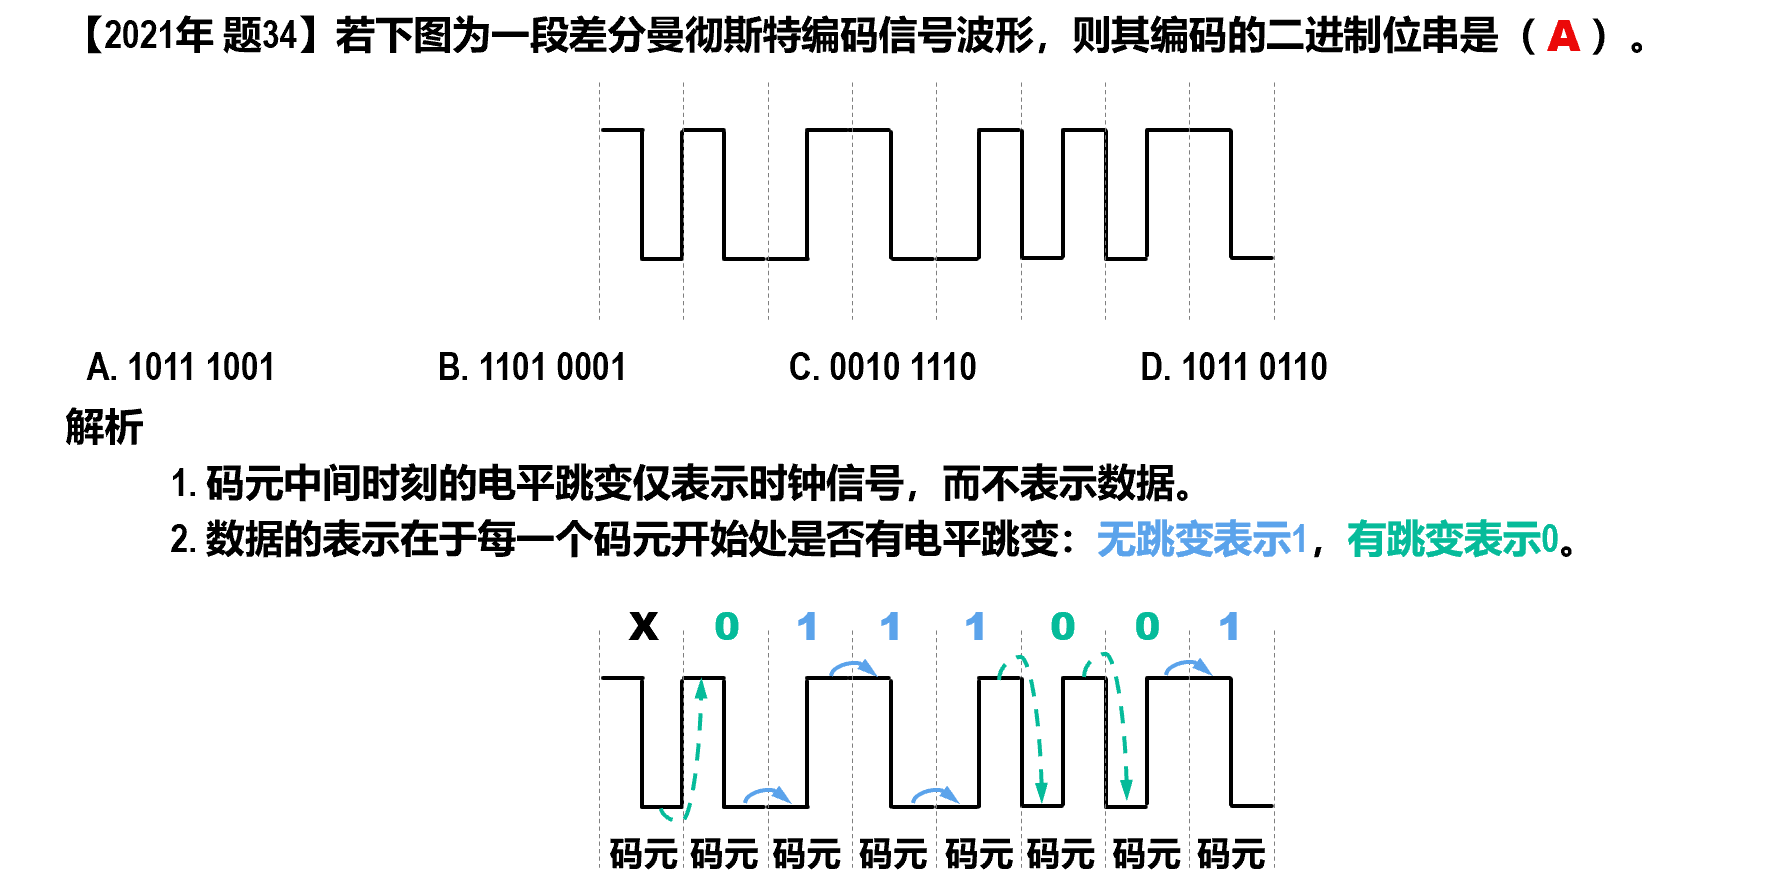 【2021年 题34】若下图为一段差分曼彻斯特编码信号波形，则其编码的二进制位串是（ A ）。
A. 1011 1001 B. 1101 0001 C. 0010 1110 D. 1011 0110
解析
1. 码元中间时刻的电平跳变仅表示时钟信号，而不表示数据。
2. 数据的表示在于每一个码元开始处是否有电平跳变：无跳变表示1，有跳变表示0。
X 0 1 1 1 0 0 1
码元 码元 码元 码元 码元 码元 码元 码元